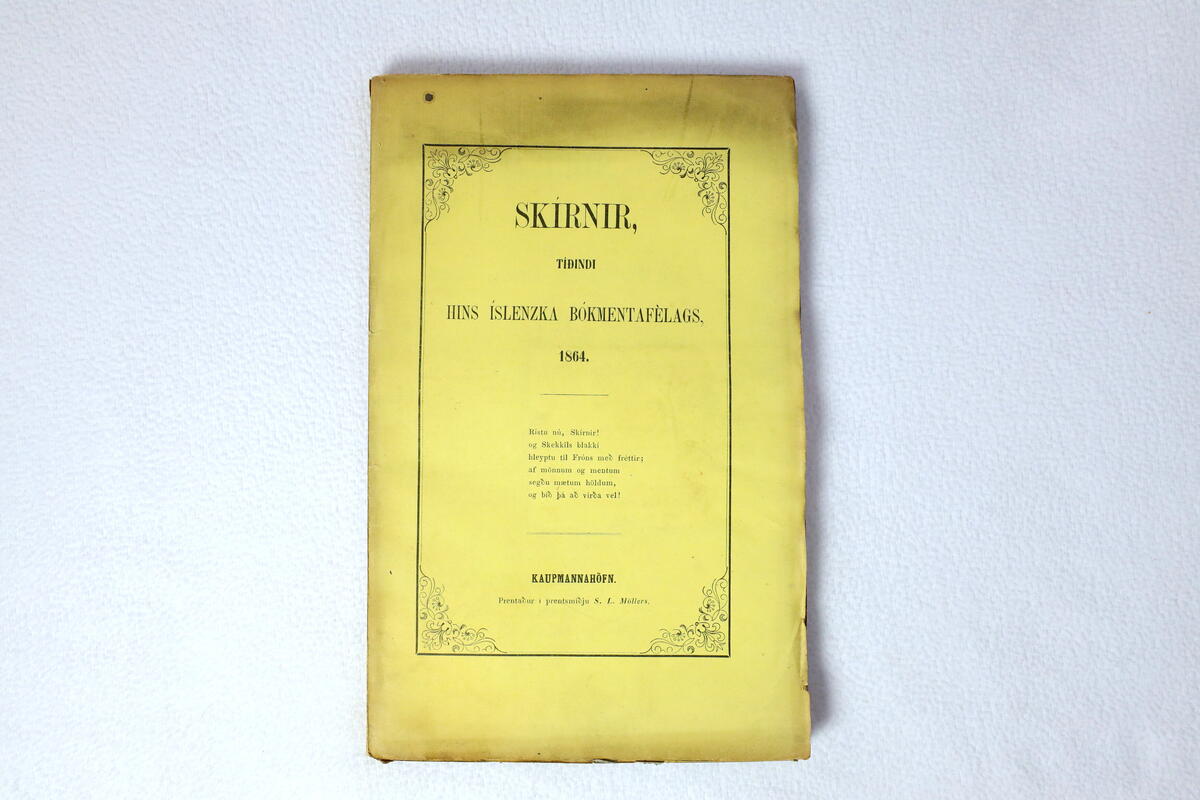 SKÍRNIR,
TÍÐINDI
HINS ÍSLENZKA BÓKMENTAFÈLAGS,
1864.
Ristu nú, Skírnir!
og Skekkils blakki
hleyptu til Fróns með fréttir;
af mönnum og mentum
segðu mætum höldum,
og bið þá að virða vel!
KAUPMANNAHÖFN.
Prentaður i prentsmiðju S. L. Möllers.